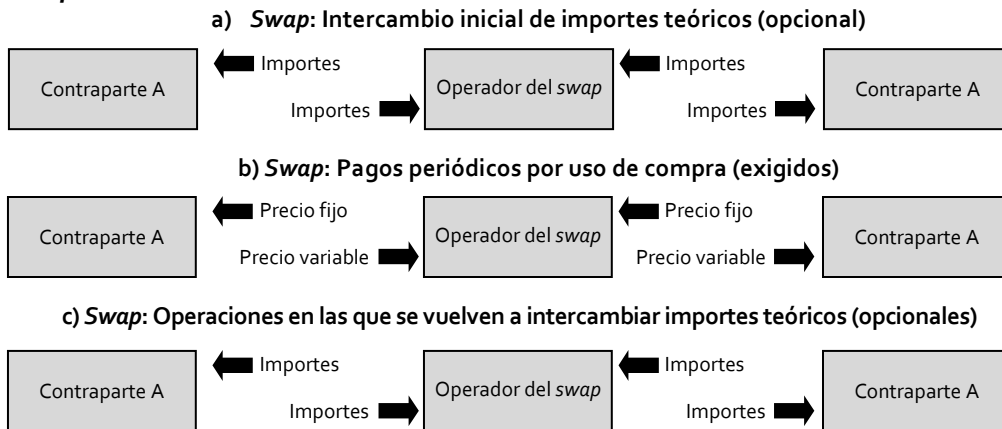 a) Swap: Intercambio inicial de importes teóricos (opcional)
Contraparte A
Importes
Importes
Operador del swap
Importes
Importes
Contraparte A
b) Swap: Pagos periódicos por uso de compra (exigidos)
Contraparte A
Precio fijo
Precio variable
Operador del swap
Precio fijo
Precio variable
Contraparte A
c) Swap: Operaciones en las que se vuelven a intercambiar importes teóricos (opcionales)
Contraparte A
Importes
Importes
Operador del swap
Importes
Importes
Contraparte A